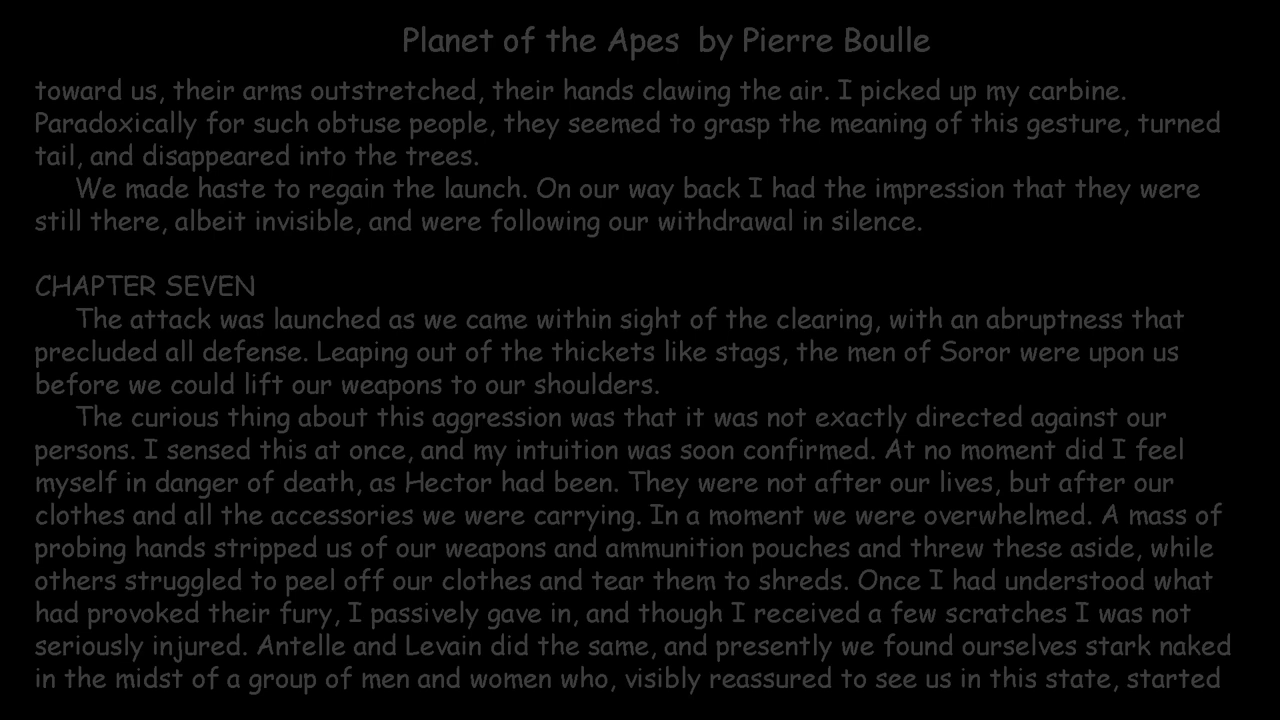 Planet of the Apes by Pierre Boulle
toward us, their arms outstretched, their hands clawing the air. I picked up my carbine.
Paradoxically for such obtuse people, they seemed to grasp the meaning of this gesture, turned
tail, and disappeared into the trees.
We made haste to regain the launch. On our way back I had the impression that they were
still there, albeit invisible, and were following our withdrawal in silence.
CHAPTER SEVEN
The attack was launched as we came within sight of the clearing, with an abruptness that
precluded all defense. Leaping out of the thickets like stags, the men of Soror were upon us
before we could lift our weapons to our shoulders.
The curious thing about this aggression was that it was not exactly directed against our
persons. I sensed this at once, and my intuition was soon confirmed. At no moment did I feel
myself in danger of death, as Hector had been. They were not after our lives, but after our
clothes and all the accessories we were carrying. In a moment we were overwhelmed. A mass of
probing hands stripped us of our weapons and ammunition pouches and threw these aside, while
others struggled to peel off our clothes and tear them to shreds. Once I had understood what
had provoked their fury, I passively gave in, and though I received a few scratches I was not
seriously injured. Antelle and Levain did the same, and presently we found ourselves stark naked
in the midst of a group of men and women who, visibly reassured to see us in this state, started